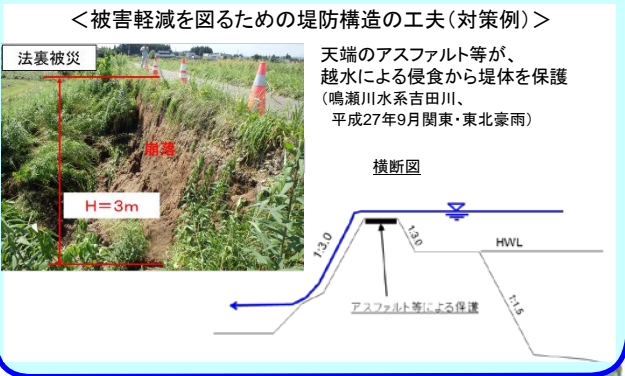 ＜被害軽減を図るための堤防構造の工夫（対策例）＞
法裏被災
崩落
H＝3m
天端のアスファルト等が、
越水による侵食から堤体を保護
（鳴瀬川水系吉田川、
平成27年9月関東・東北豪雨）
横断図
1:3.0
1:3.0
HWL
1:1.5
アスファルト等による保護